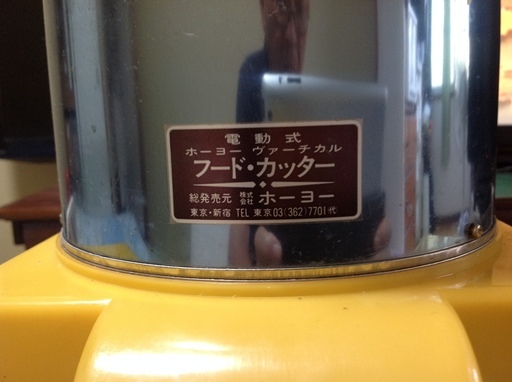 電動式
ホーヨー ヴァーチカル
フード・カッター
総発売元 株式会社 ホーヨー
東京・新宿 TEL 東京03(362)7701代